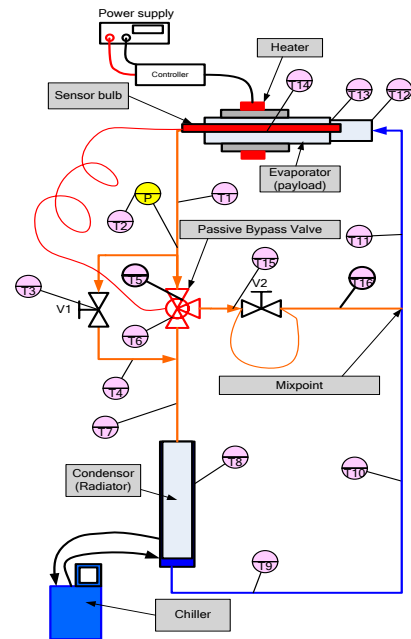 Power supply
Heater
Controller
Sensor bulb
T14
T13
T12
Evaporator
(payload)
P
T1
T2
Passive Bypass Valve
T11
T5
T15
T3
V1
V2
T16
T6
T4
Mixpoint
T7
T8
Condensor
(Radiator)
T10
T9
Chiller